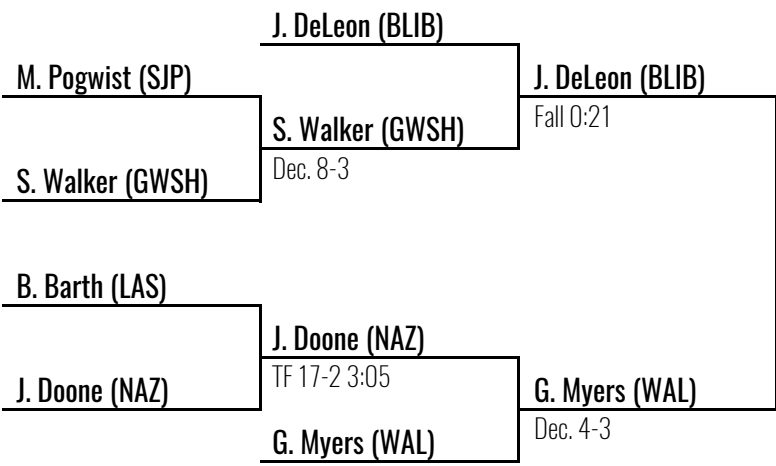 J. DeLeon (BLIB)
M. Pogwist (SJP)
J. DeLeon (BLIB)
Fall 0:21
S. Walker (GWSH)
Dec. 8-3
S. Walker (GWSH)
B. Barth (LAS)
J. Doone (NAZ)
TF 17-2 3:05
J. Doone (NAZ)
G. Myers (WAL)
Dec. 4-3
G. Myers (WAL)